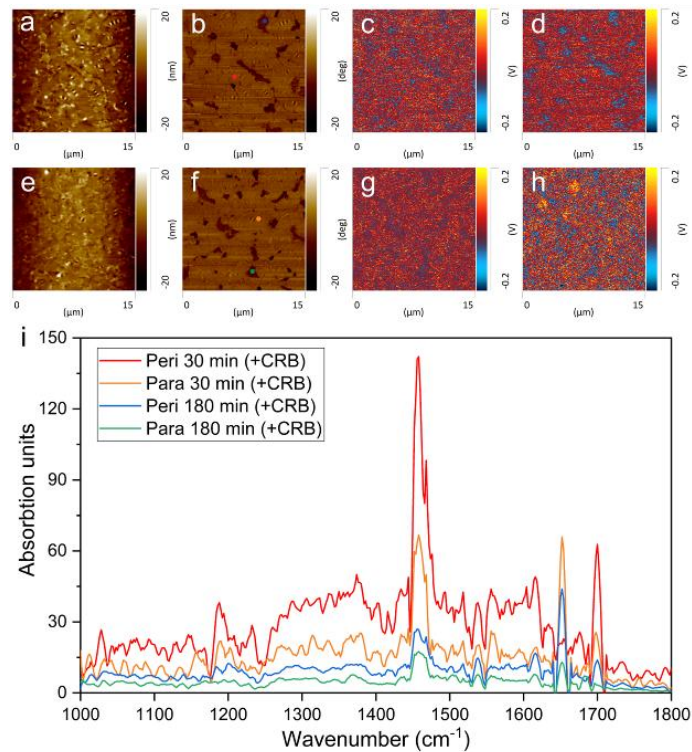 a
20
(nm)
-20
0
15
(µm)
b
20
(deg)
-20
0
15
(µm)
c
0.2
(V)
-0.2
0
15
(µm)
d
0.2
(V)
-0.2
0
15
(µm)
e
20
(nm)
-20
0
15
(µm)
f
20
(deg)
-20
0
15
(µm)
g
0.2
(V)
-0.2
0
15
(µm)
h
0.2
(V)
-0.2
0
15
(µm)
i
Peri 30 min (+CRB)
Para 30 min (+CRB)
Peri 180 min (+CRB)
Para 180 min (+CRB)
Absorbtion units
150
120
90
60
30
0
1000 1100 1200 1300 1400 1500 1600 1700 1800
Wavenumber (cm⁻¹)